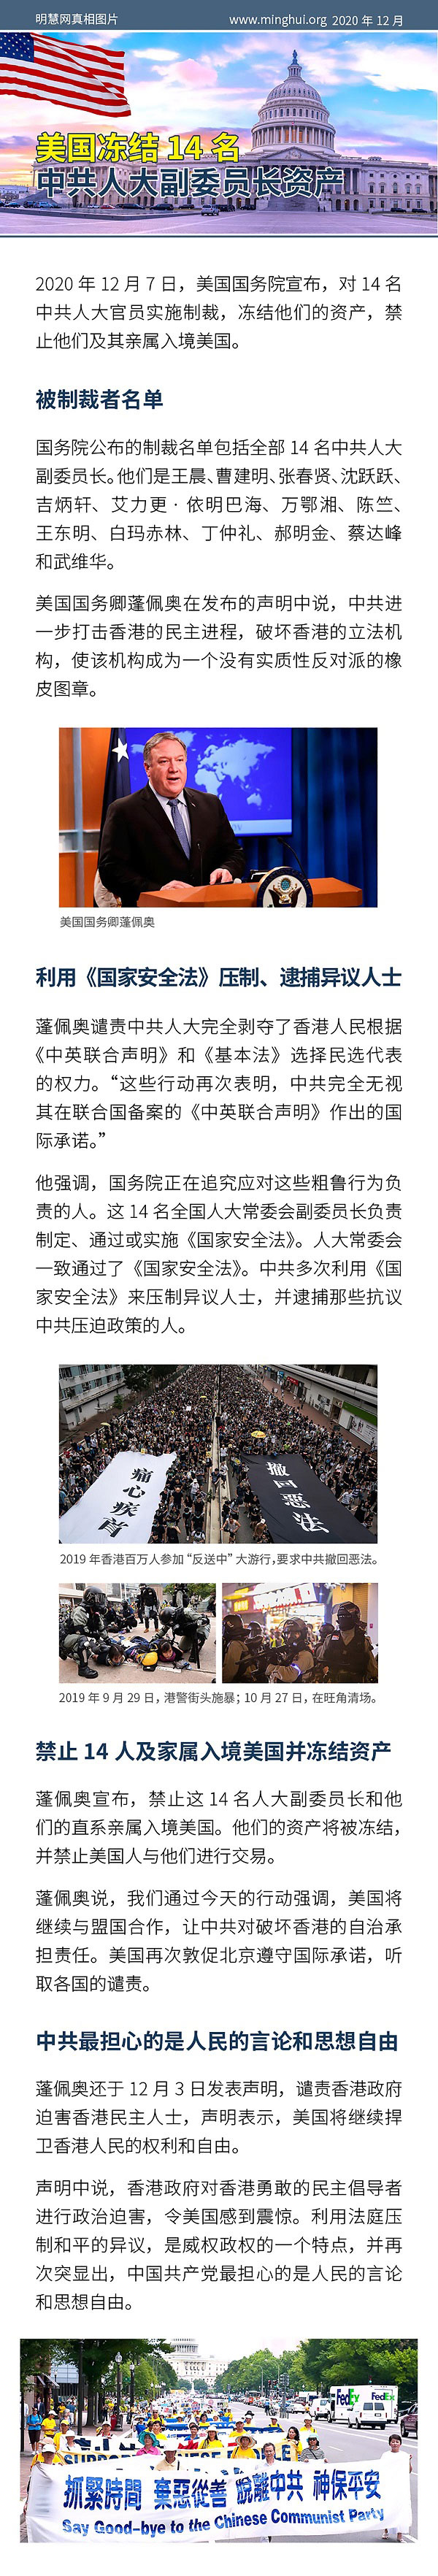 明慧网真相图片
www.minghui.org 2020 年 12 月
美国冻结 14 名
中共人大副委员长资产
2020 年 12 月 7 日，美国国务院宣布，对 14 名
中共人大官员实施制裁，冻结他们的资产，禁
止他们及其亲属入境美国。
被制裁者名单
国务院公布的制裁名单包括全部 14 名中共人大
副委员长。他们是王晨、曹建明、张春贤、沈跃跃、
吉炳轩、艾力更 · 依明巴海、万鄂湘、陈竺、
王东明、白玛赤林、丁仲礼、郝明金、蔡达峰
和武维华。
美国国务卿蓬佩奥在发布的声明中说，中共进
一步打击香港的民主进程，破坏香港的立法机
构，使该机构成为一个没有实质性反对派的橡
皮图章。
美国国务卿蓬佩奥
利用《国家安全法》压制、逮捕异议人士
蓬佩奥谴责中共人大完全剥夺了香港人民根据
《中英联合声明》和《基本法》选择民选代表
的权力。“这些行动再次表明，中共完全无视
其在联合国备案的《中英联合声明》作出的国
际承诺。”
他强调，国务院正在追究应对这些粗鲁行为负
责的人。这 14 名全国人大常委会副委员长负责
制定、通过或实施《国家安全法》。人大常委会
一致通过了《国家安全法》。中共多次利用《国
家安全法》来压制异议人士，并逮捕那些抗议
中共压迫政策的人。
痛心疾首
撤回恶法
2019 年香港百万人参加“反送中”大游行，要求中共撤回恶法。
2019 年 9 月 29 日，港警街头施暴；10 月 27 日，在旺角清场。
禁止 14 人及家属入境美国并冻结资产
蓬佩奥宣布，禁止这 14 名人大副委员长和他
们的直系亲属入境美国。他们的资产将被冻结，
并禁止美国人与他们进行交易。
蓬佩奥说，我们通过今天的行动强调，美国将
继续与盟国合作，让中共对破坏香港的自治承
担责任。美国再次敦促北京遵守国际承诺，听
取各国的谴责。
中共最担心的是人民的言论和思想自由
蓬佩奥还于 12 月 3 日发表声明，谴责香港政府
迫害香港民主人士，声明表示，美国将继续捍
卫香港人民的权利和自由。
声明中说，香港政府对香港勇敢的民主倡导者
进行政治迫害，令美国感到震惊。利用法庭压
制和平的异议，是威权政权的一个特点，并再
次突显出，中国共产党最担心的是人民的言论
和思想自由。
FedEx FedEx
抓緊時間 棄惡從善 脫離中共 神保平安
Say Good-bye to the Chinese Communist Party